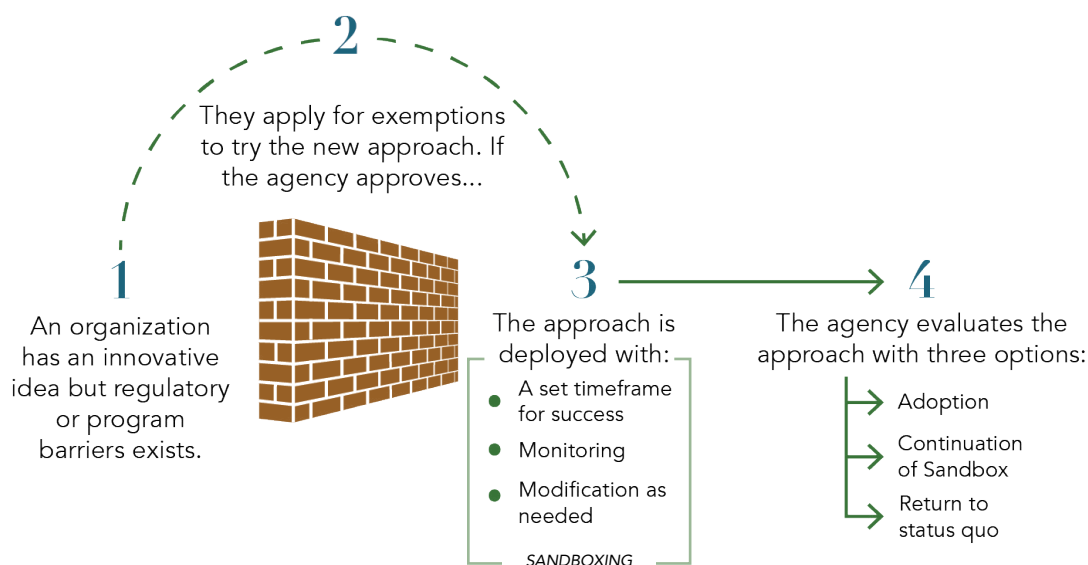 1
An organization
has an innovative
idea but regulatory
or program
barriers exists.
2
They apply for exemptions
to try the new approach. If
the agency approves...
3
The approach is
deployed with:
A set timeframe
for success
Monitoring
Modification as
needed
SANDBOXING
4
The agency evaluates the
approach with three options:
Adoption
Continuation
of Sandbox
Return to
status quo